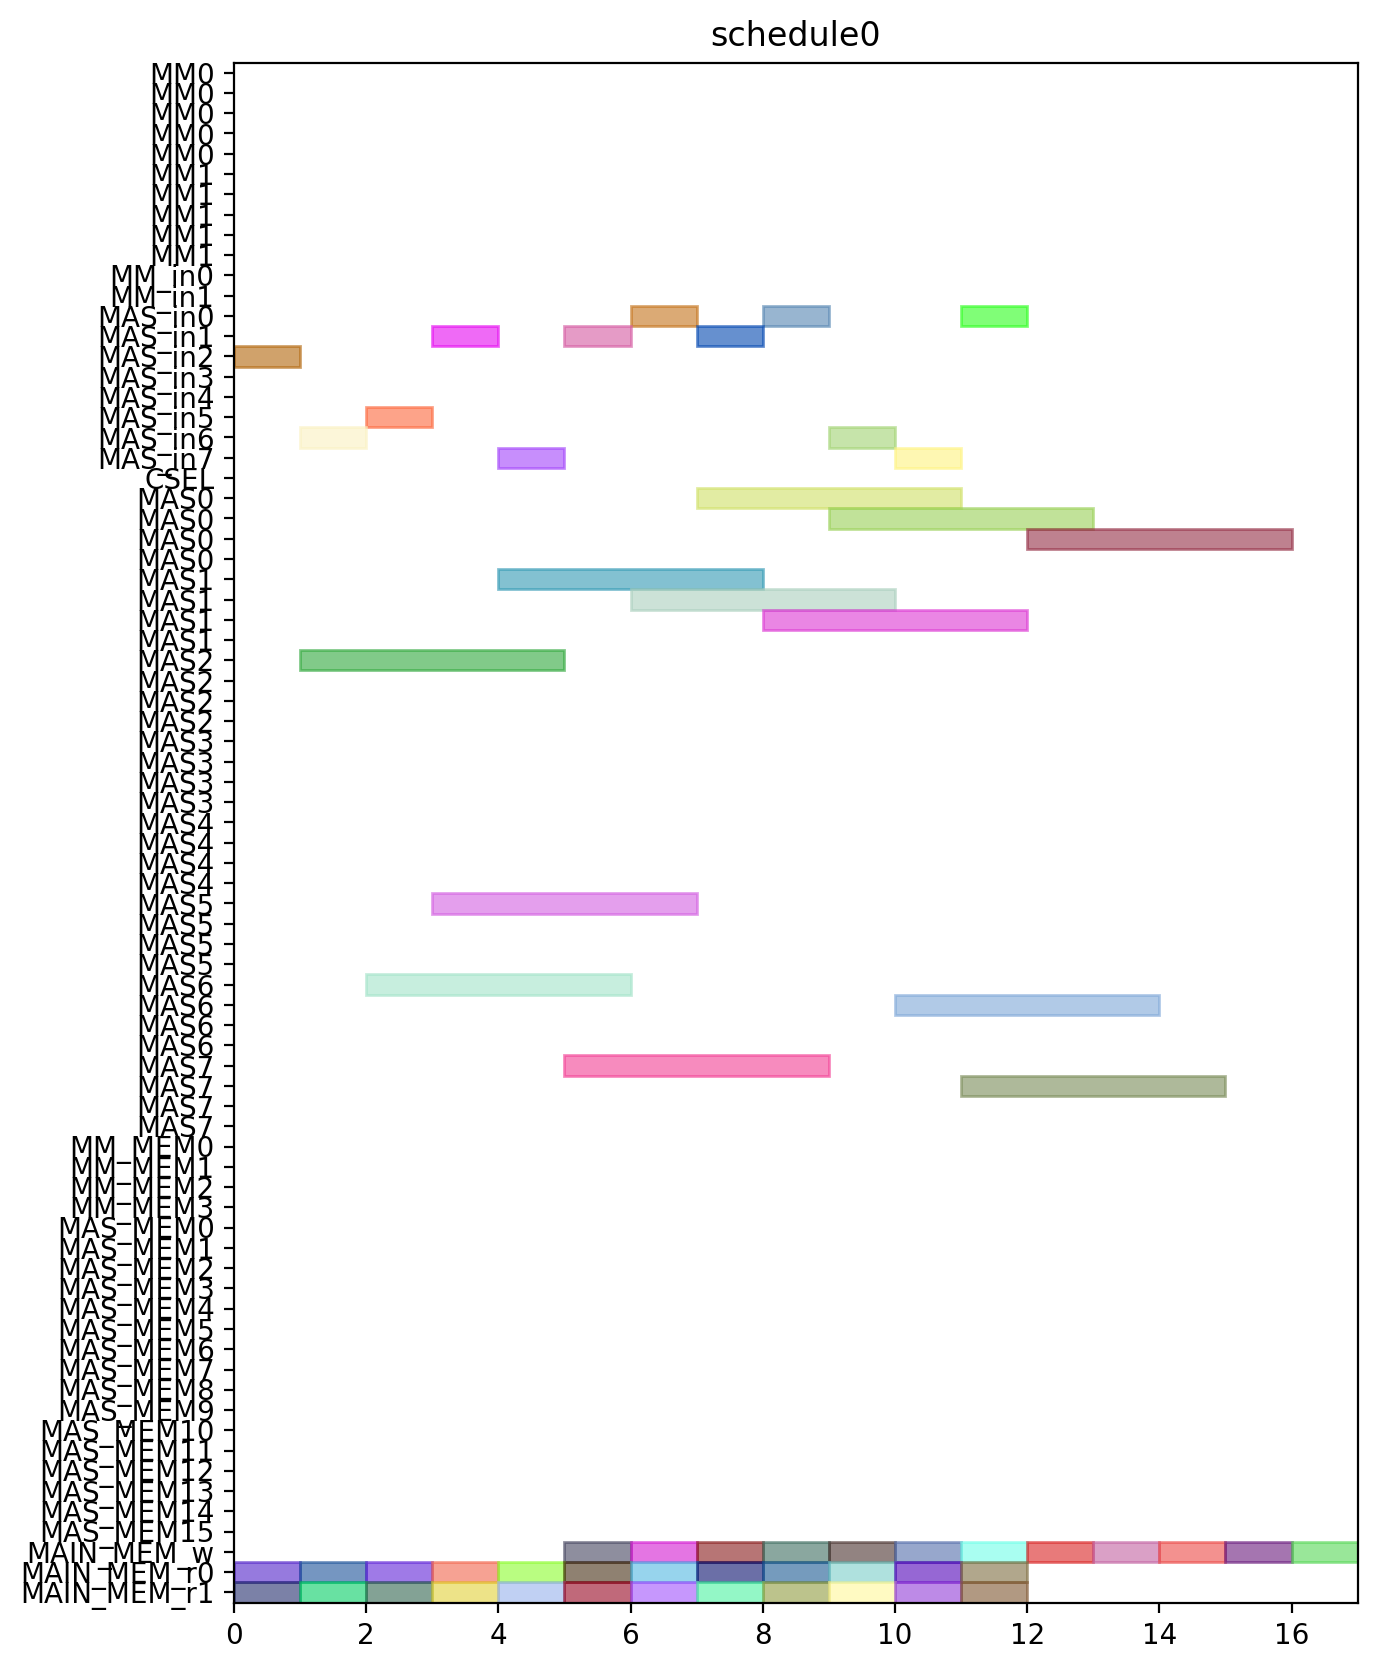 schedule0
MM0
MM0
MM0
MM0
MM0
MM1
MM1
MM1
MM1
MM1
MM_in0
MM_in1
MAS_in0
MAS_in1
MAS_in2
MAS_in3
MAS_in4
MAS_in5
MAS_in6
MAS_in7
CSEL
MAS0
MAS0
MAS0
MAS0
MAS1
MAS1
MAS1
MAS1
MAS2
MAS2
MAS2
MAS2
MAS3
MAS3
MAS3
MAS3
MAS4
MAS4
MAS4
MAS4
MAS5
MAS5
MAS5
MAS5
MAS6
MAS6
MAS6
MAS6
MAS7
MAS7
MAS7
MAS7
MM_MEM0
MM_MEM1
MM_MEM2
MM_MEM3
MAS_MEM0
MAS_MEM1
MAS_MEM2
MAS_MEM3
MAS_MEM4
MAS_MEM5
MAS_MEM6
MAS_MEM7
MAS_MEM8
MAS_MEM9
MAS_MEM10
MAS_MEM11
MAS_MEM12
MAS_MEM13
MAS_MEM14
MAS_MEM15
MAIN_MEM_w
MAIN_MEM_r0
MAIN_MEM_r1
0 2 4 6 8 10 12 14 16